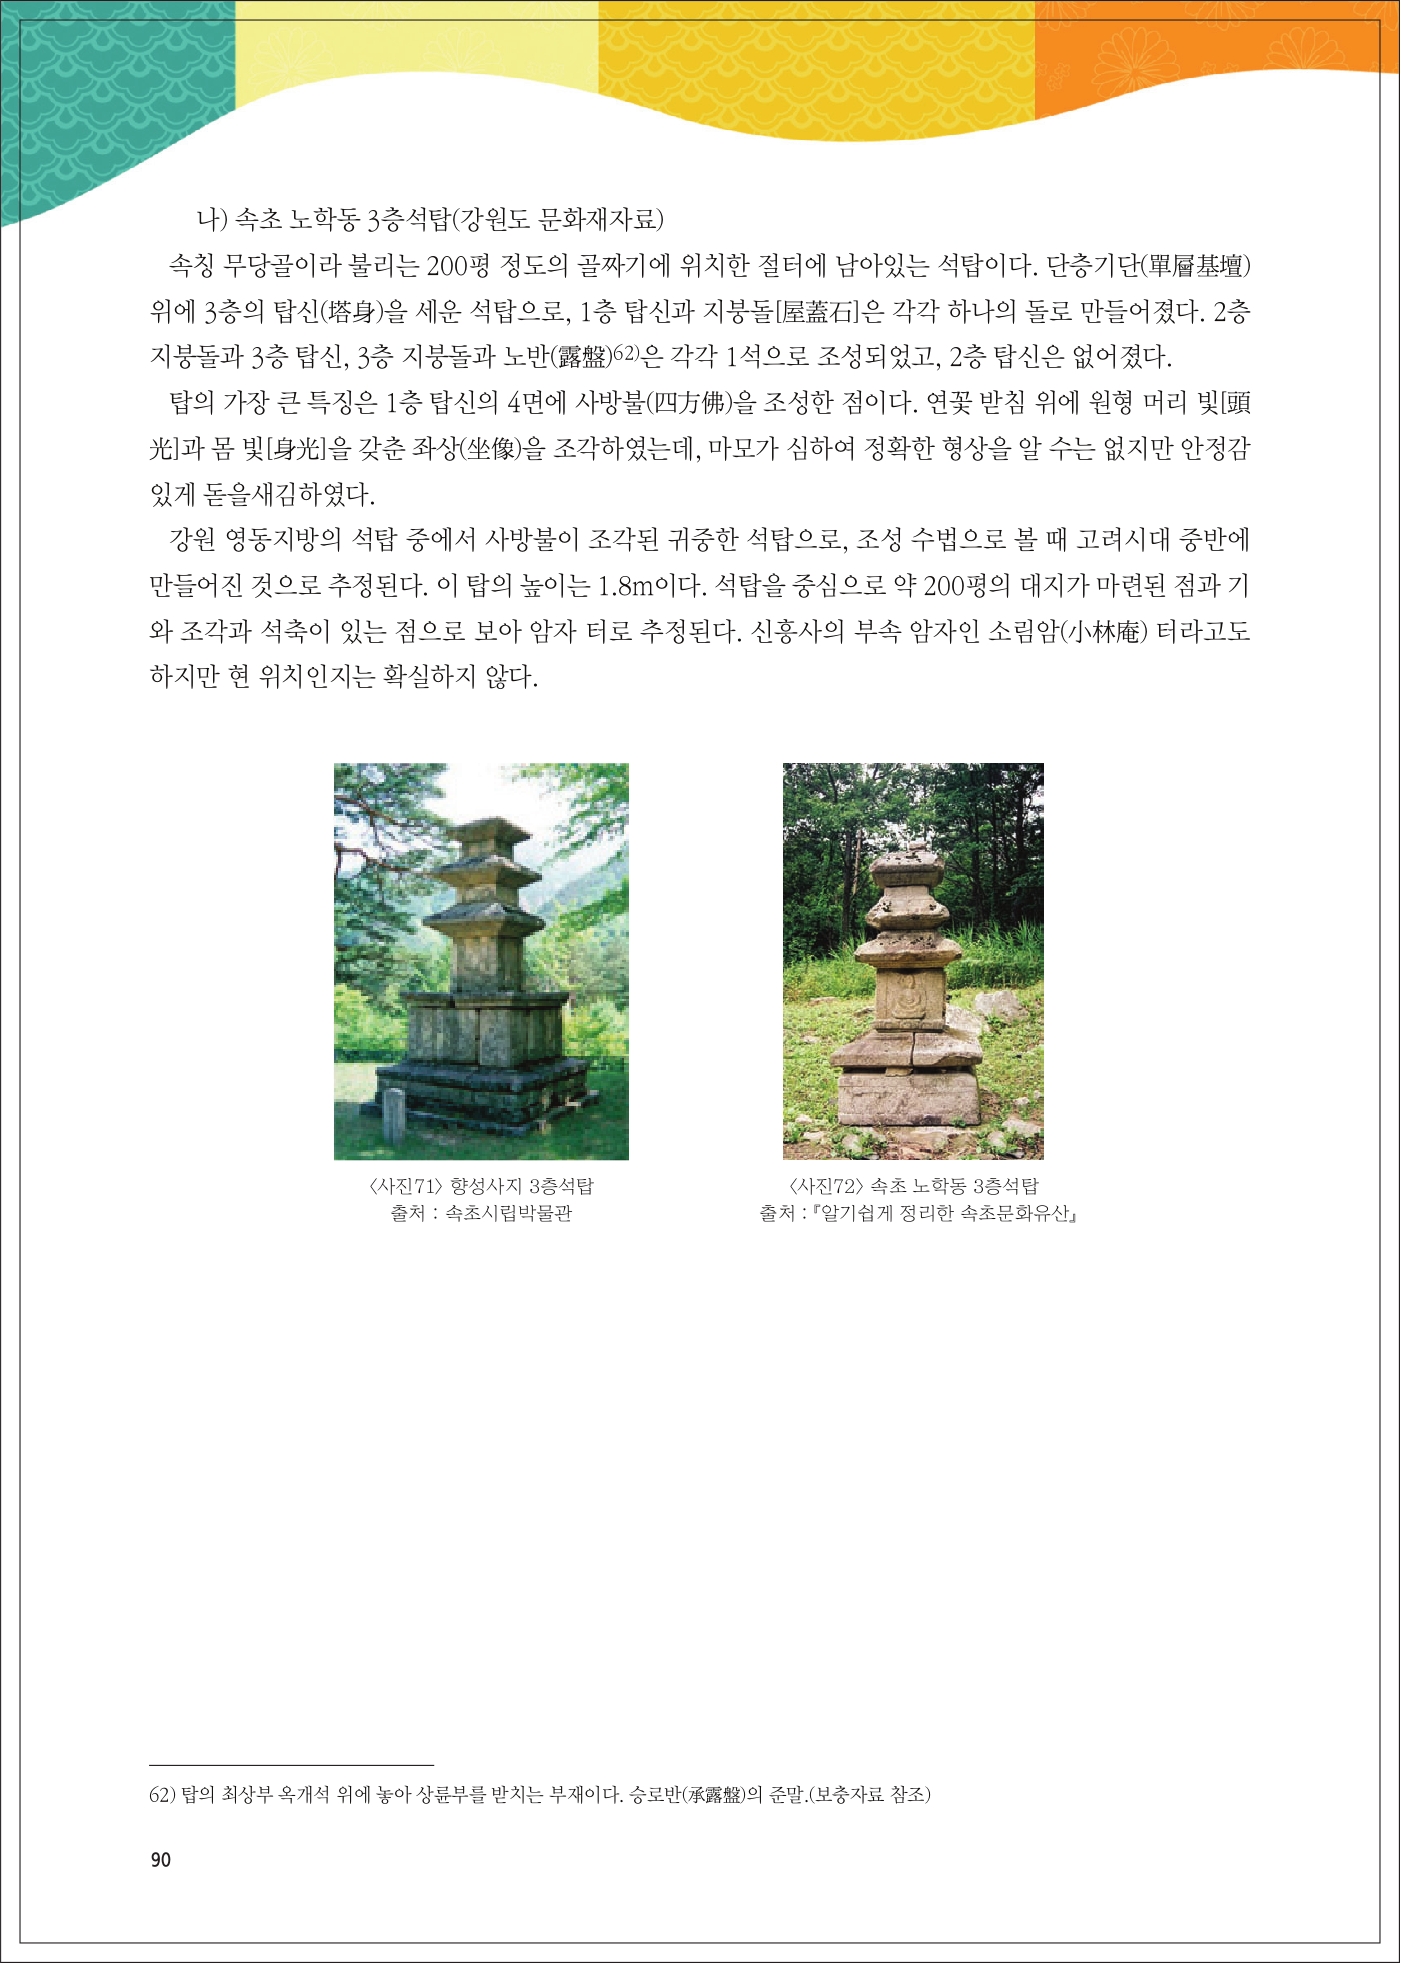 나) 속초 노학동 3층석탑(강원도 문화재자료)
속칭 무당골이라 불리는 200평 정도의 골짜기에 위치한 절터에 남아있는 석탑이다. 단층기단(單層基壇)
위에 3층의 탑신(塔身)을 세운 석탑으로, 1층 탑신과 지붕돌[屋蓋石]은 각각 하나의 돌로 만들어졌다. 2층
지붕돌과 3층 탑신, 3층 지붕돌과 노반(露盤)62)은 각각 1석으로 조성되었고, 2층 탑신은 없어졌다.
탑의 가장 큰 특징은 1층 탑신의 4면에 사방불(四方佛)을 조성한 점이다. 연꽃 받침 위에 원형 머리 빛[頭
光]과 몸 빛[身光]을 갖춘 좌상(坐像)을 조각하였는데, 마모가 심하여 정확한 형상을 알 수는 없지만 안정감
있게 돋을새김하였다.
강원 영동지방의 석탑 중에서 사방불이 조각된 귀중한 석탑으로, 조성 수법으로 볼 때 고려시대 중반에
만들어진 것으로 추정된다. 이 탑의 높이는 1.8m이다. 석탑을 중심으로 약 200평의 대지가 마련된 점과 기
와 조각과 석축이 있는 점으로 보아 암자 터로 추정된다. 신흥사의 부속 암자인 소림암(小林庵) 터라고도
하지만 현 위치인지는 확실하지 않다.
〈사진71〉 향성사지 3층석탑
출처 : 속초시립박물관
〈사진72〉 속초 노학동 3층석탑
출처 : 『알기쉽게 정리한 속초문화유산』
62) 탑의 최상부 옥개석 위에 놓아 상륜부를 받치는 부재이다. 승로반(承露盤)의 준말.(보충자료 참조)
90